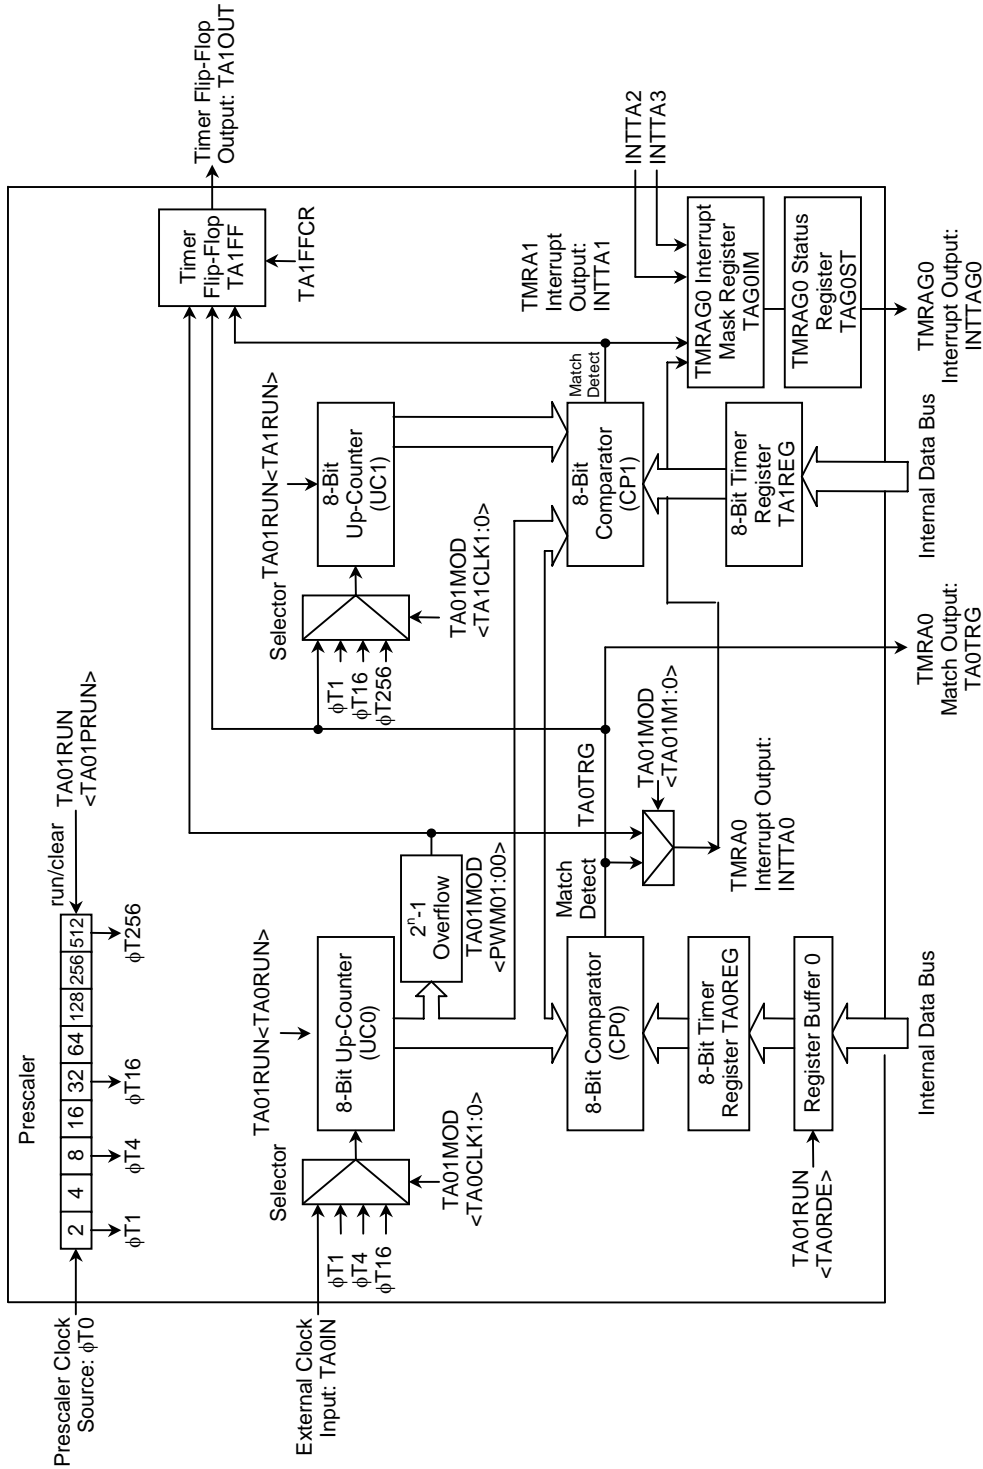 Prescaler
Prescaler Clock
Source: ϕT0
2
4
8
16
32
64
128
256
512
run/clear
TA01RUN
<TA01PRUN>
ϕT1
ϕT4
ϕT16
ϕT256
External Clock
Input: TA0IN
ϕT1
ϕT4
ϕT16
Selector
TA01MOD
<TA0CLK1:0>
TA01RUN<TA0RUN>
8-Bit Up-Counter
(UC0)
2ⁿ-1
Overflow
TA01MOD
<PWM01:00>
Selector
ϕT1
ϕT16
ϕT256
TA01MOD
<TA1CLK1:0>
TA01RUN<TA1RUN>
8-Bit
Up-Counter
(UC1)
Timer
Flip-Flop
TA1FF
TA1FFCR
Timer Flip-Flop
Output: TA1OUT
8-Bit Comparator
(CP0)
Match
Detect
TA0TRG
8-Bit
Comparator
(CP1)
Match
Detect
TMRA1
Interrupt
Output:
INTTA1
INTTA2
INTTA3
8-Bit Timer
Register TA0REG
TA01MOD
<TA01M1:0>
TMRA0
Interrupt Output:
INTTA0
8-Bit Timer
Register
TA1REG
TMRAG0 Interrupt
Mask Register
TAG0IM
TMRAG0 Status
Register
TAG0ST
Register Buffer 0
TA01RUN
<TA0RDE>
Internal Data Bus
TMRA0
Match Output:
TA0TRG
Internal Data Bus
TMRAG0
Interrupt Output:
INTTAG0